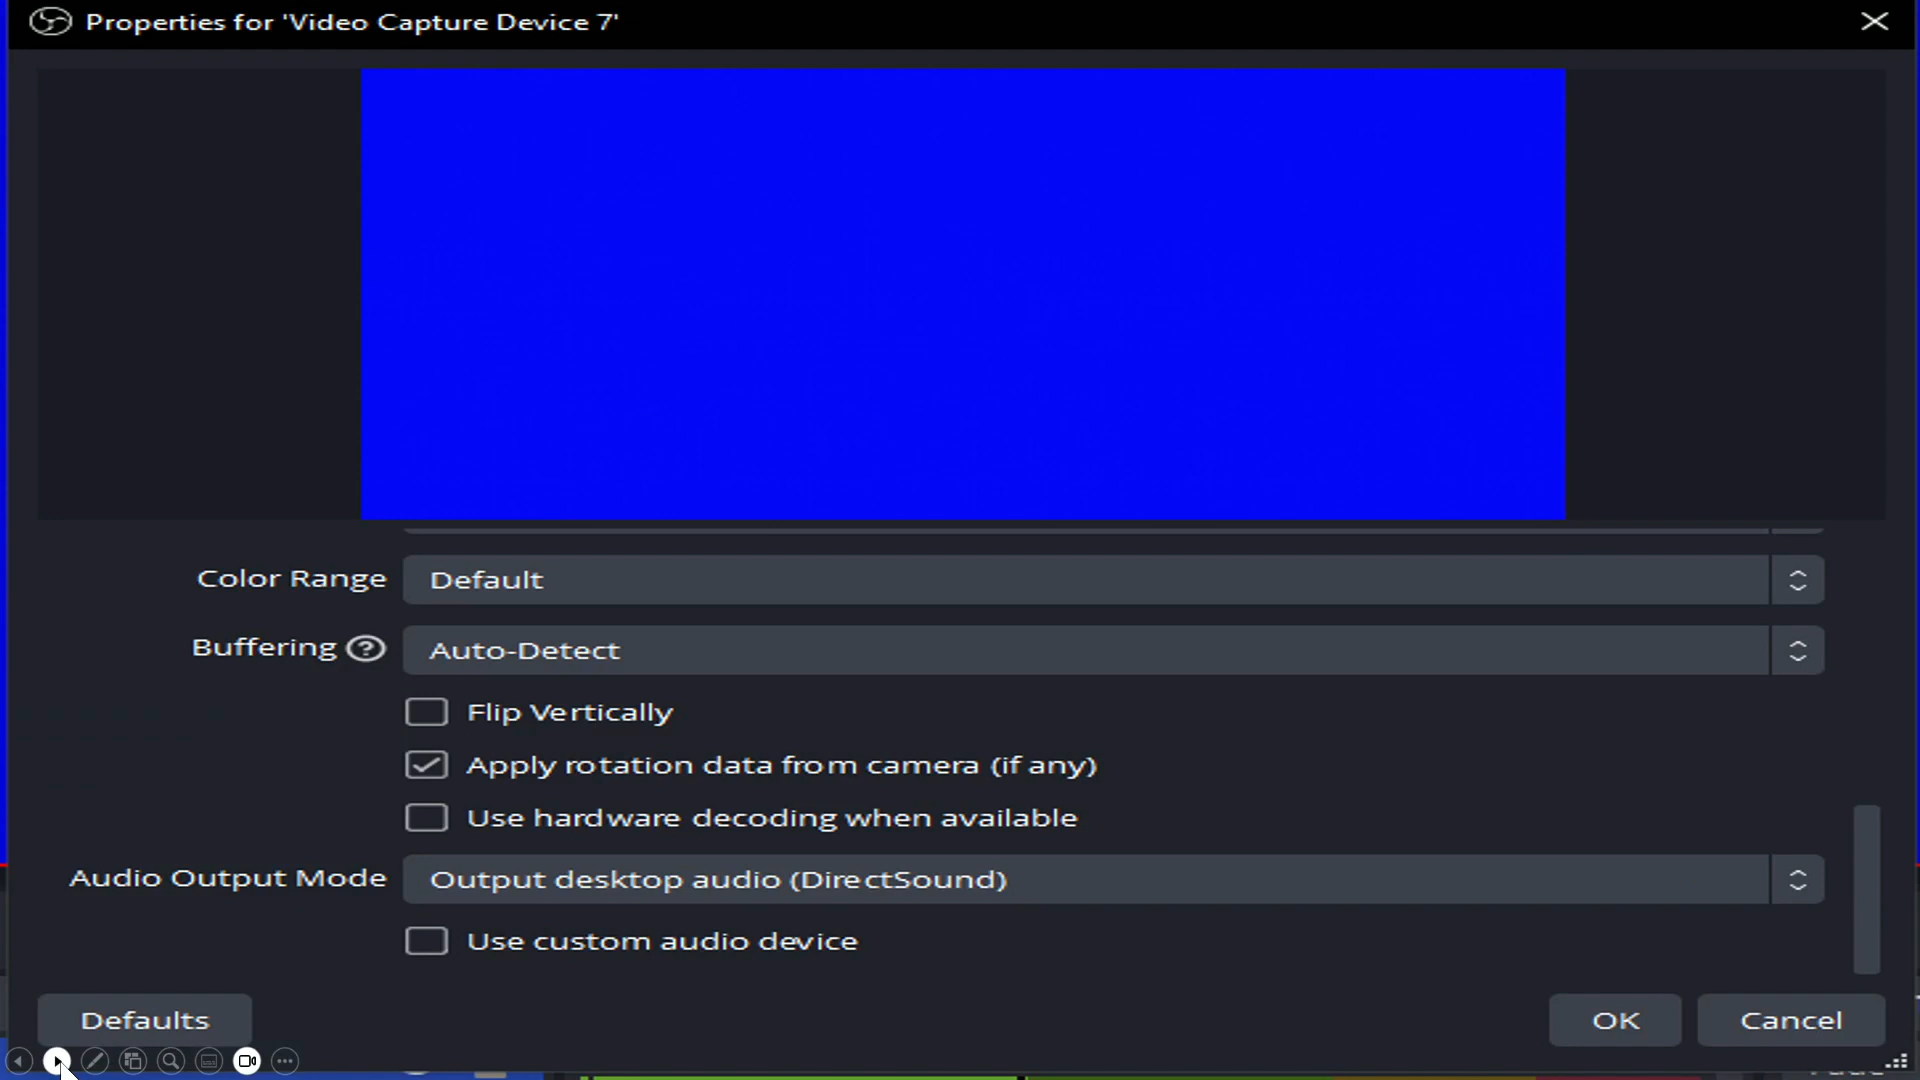 Properties for 'Video Capture Device 7'
Color Range Default
Buffering Auto-Detect
Flip Vertically
Apply rotation data from camera (if any)
Use hardware decoding when available
Audio Output Mode Output desktop audio (DirectSound)
Use custom audio device
Defaults OK Cancel